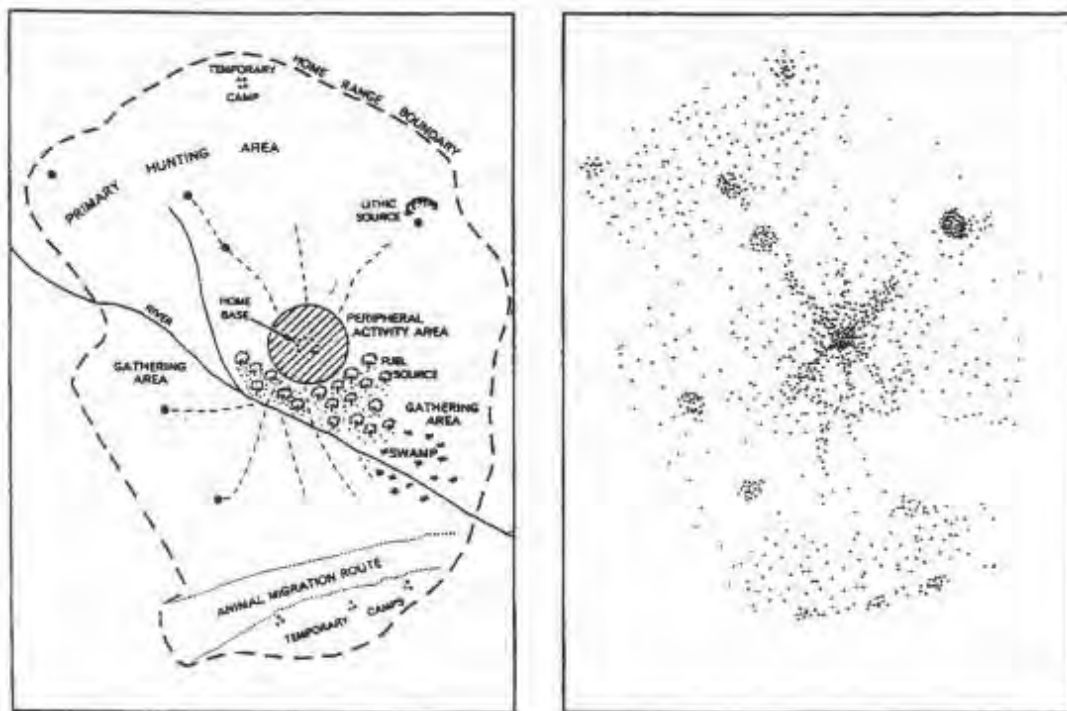 TEMPORARY
CAMP
HOME RANGE BOUNDARY
PRIMARY HUNTING AREA
LITHIC
SOURCE
HOME
BASE
RIVER
PERIPHERAL
ACTIVITY AREA
FUEL
SOURCE
GATHERING
AREA
GATHERING
AREA
SWAMP
ANIMAL MIGRATION ROUTE
TEMPORARY CAMPS